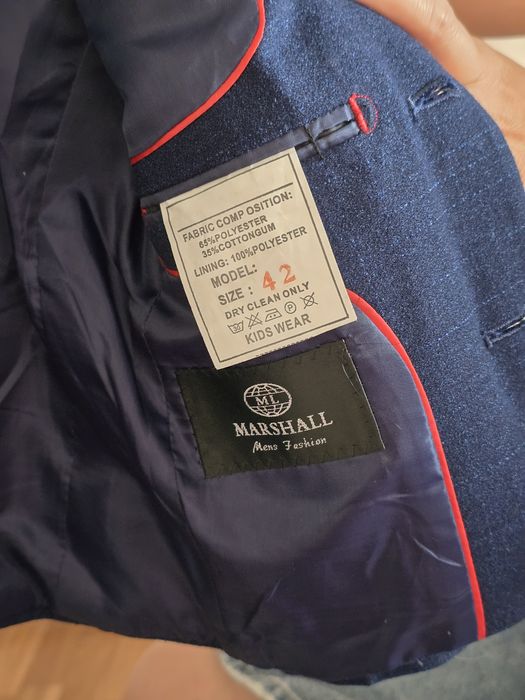 FABRIC COMP OSITION:
65%POLYESTER
35%COTTONGUM
LINING: 100%POLYESTER
MODEL:
SIZE : 42
DRY CLEAN ONLY
P
KIDS WEAR
ML
MARSHALL
Mens Fashion